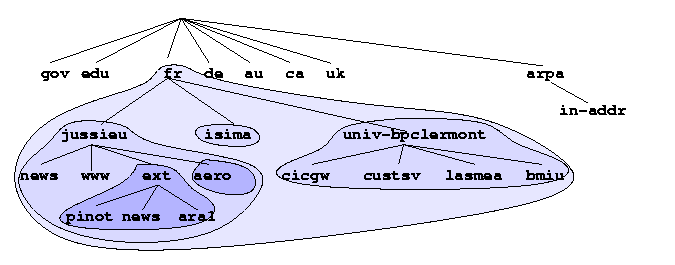 gov edu fr de au ca uk arpa
in-addr
jussieu isima univ-bpclermont
news www ext aero cicgw custsv lasmea bmiu
pinot news aral